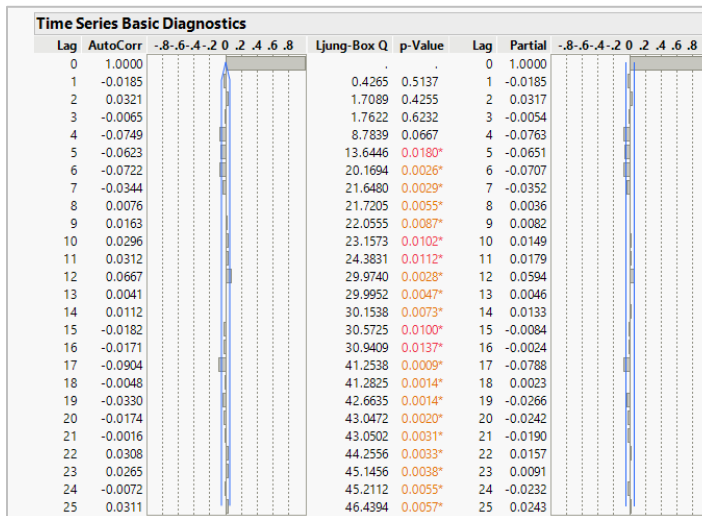 Time Series Basic Diagnostics
Lag AutoCorr -.8-.6-.4-.2 0 .2 .4 .6 .8 Ljung-Box Q p-Value Lag Partial -.8-.6-.4-.2 0 .2 .4 .6 .8
0 1.0000 . . 0 1.0000
1 -0.0185 0.4265 0.5137 1 -0.0185
2 0.0321 1.7089 0.4255 2 0.0317
3 -0.0065 1.7622 0.6232 3 -0.0054
4 -0.0749 8.7839 0.0667 4 -0.0763
5 -0.0623 13.6446 0.0180* 5 -0.0651
6 -0.0722 20.1694 0.0026* 6 -0.0707
7 -0.0344 21.6480 0.0029* 7 -0.0352
8 0.0076 21.7205 0.0055* 8 0.0036
9 0.0163 22.0555 0.0087* 9 0.0082
10 0.0296 23.1573 0.0102* 10 0.0149
11 0.0312 24.3831 0.0112* 11 0.0179
12 0.0667 29.9740 0.0028* 12 0.0594
13 0.0041 29.9952 0.0047* 13 0.0046
14 0.0112 30.1538 0.0073* 14 0.0133
15 -0.0182 30.5725 0.0100* 15 -0.0084
16 -0.0171 30.9409 0.0137* 16 -0.0024
17 -0.0904 41.2538 0.0009* 17 -0.0788
18 -0.0048 41.2825 0.0014* 18 0.0023
19 -0.0330 42.6635 0.0014* 19 -0.0266
20 -0.0174 43.0472 0.0020* 20 -0.0242
21 -0.0016 43.0502 0.0031* 21 -0.0190
22 0.0308 44.2556 0.0033* 22 0.0157
23 0.0265 45.1456 0.0038* 23 0.0091
24 -0.0072 45.2112 0.0055* 24 -0.0232
25 0.0311 46.4394 0.0057* 25 0.0243